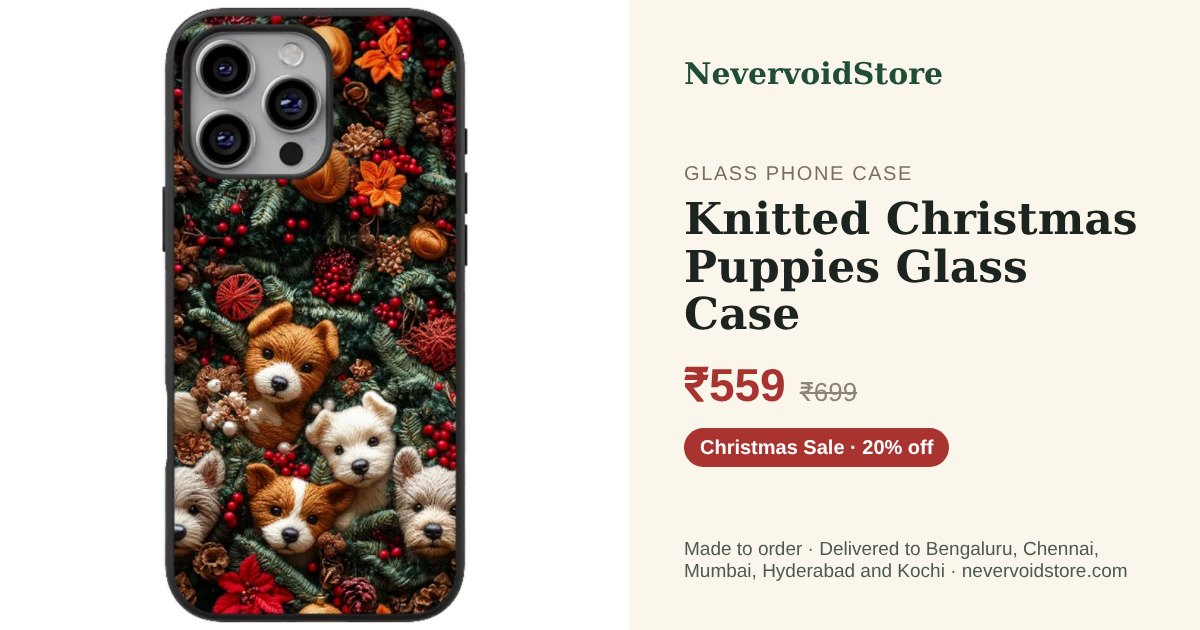 NevervoidStore
GLASS PHONE CASE
Knitted Christmas
Puppies Glass
Case
₹559 ₹699
Christmas Sale · 20% off
Made to order · Delivered to Bengaluru, Chennai,
Mumbai, Hyderabad and Kochi · nevervoidstore.com